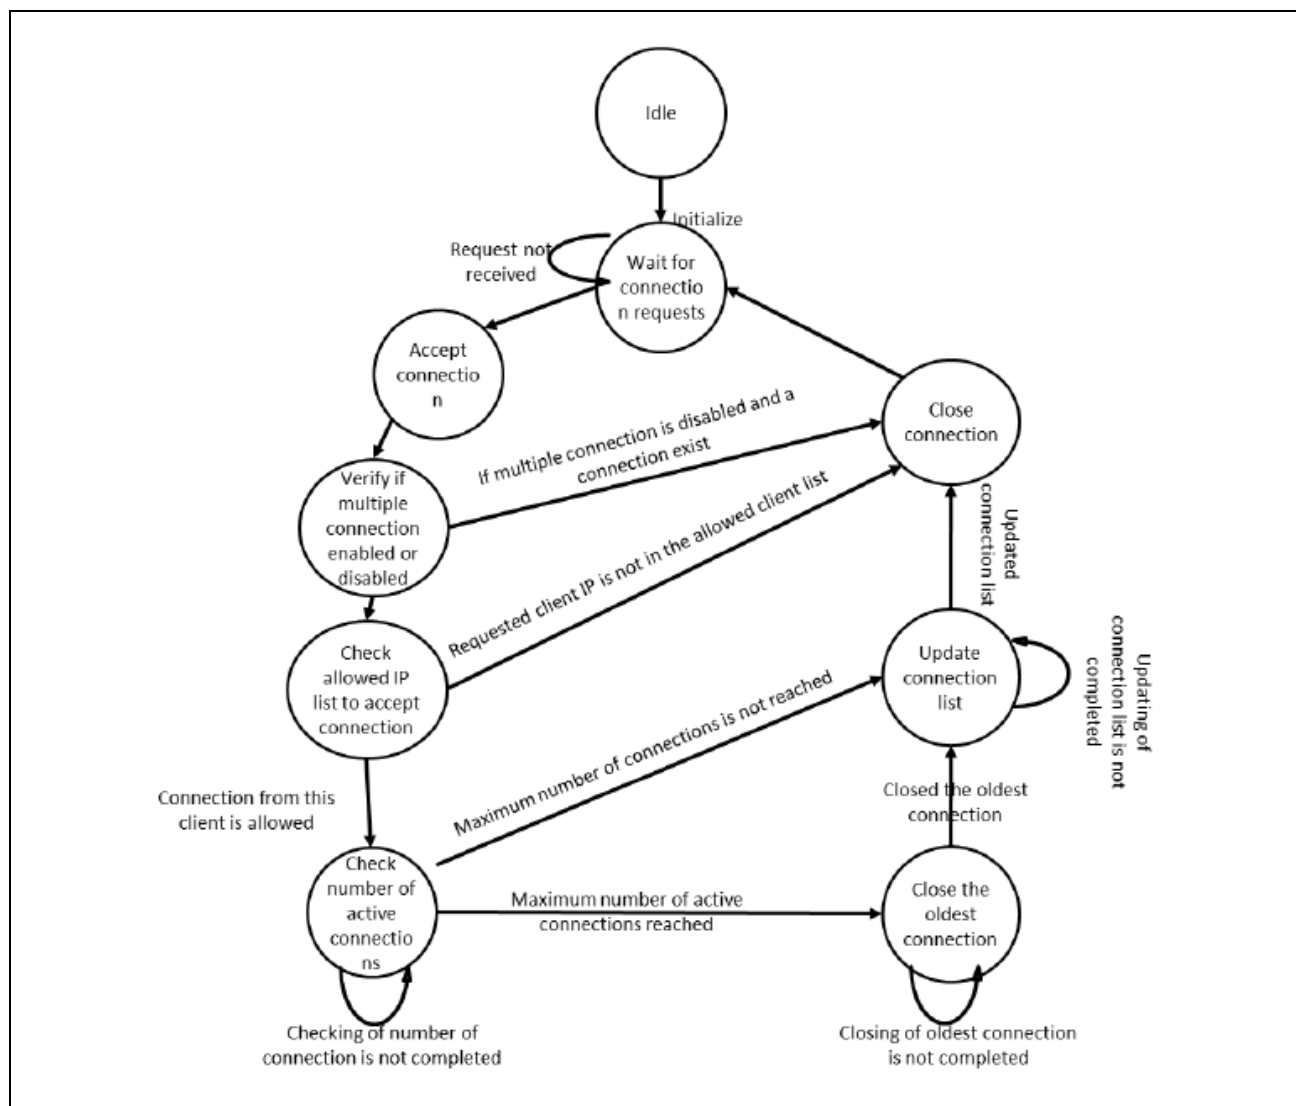 Idle
Initialize
Request not
received
Wait for
connectio
n requests
Accept
connectio
n
Close
connection
If multiple connection is disabled and a
connection exist
Verify if
multiple
connection
enabled or
disabled
Requested client IP is not in the allowed client list
Updated
connection list
Check
allowed IP
list to accept
connection
Update
connection
list
Updating of
connection list is not
completed
Maximum number of connections is not reached
Connection from this
client is allowed
Closed the oldest
connection
Check
number of
active
connectio
ns
Maximum number of active
connections reached
Close the
oldest
connection
Checking of number of
connection is not completed
Closing of oldest connection
is not completed